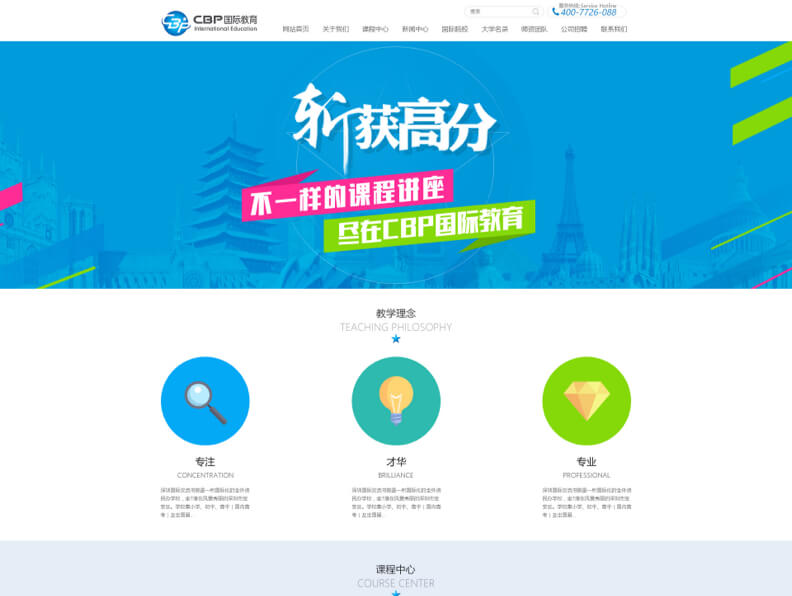 CBP国际教育
International Education
搜索
服务热线 Service Hotline
400-7726-088
网站首页 关于我们 课程中心 新闻中心 国际院校 大学名录 师资团队 公司招聘 联系我们
斩获高分
不一样的课程讲座
尽在CBP国际教育
教学理念
TEACHING PHILOSOPHY
专注
CONCENTRATION
才华
BRILLIANCE
专业
PROFESSIONAL
课程中心
COURSE CENTER